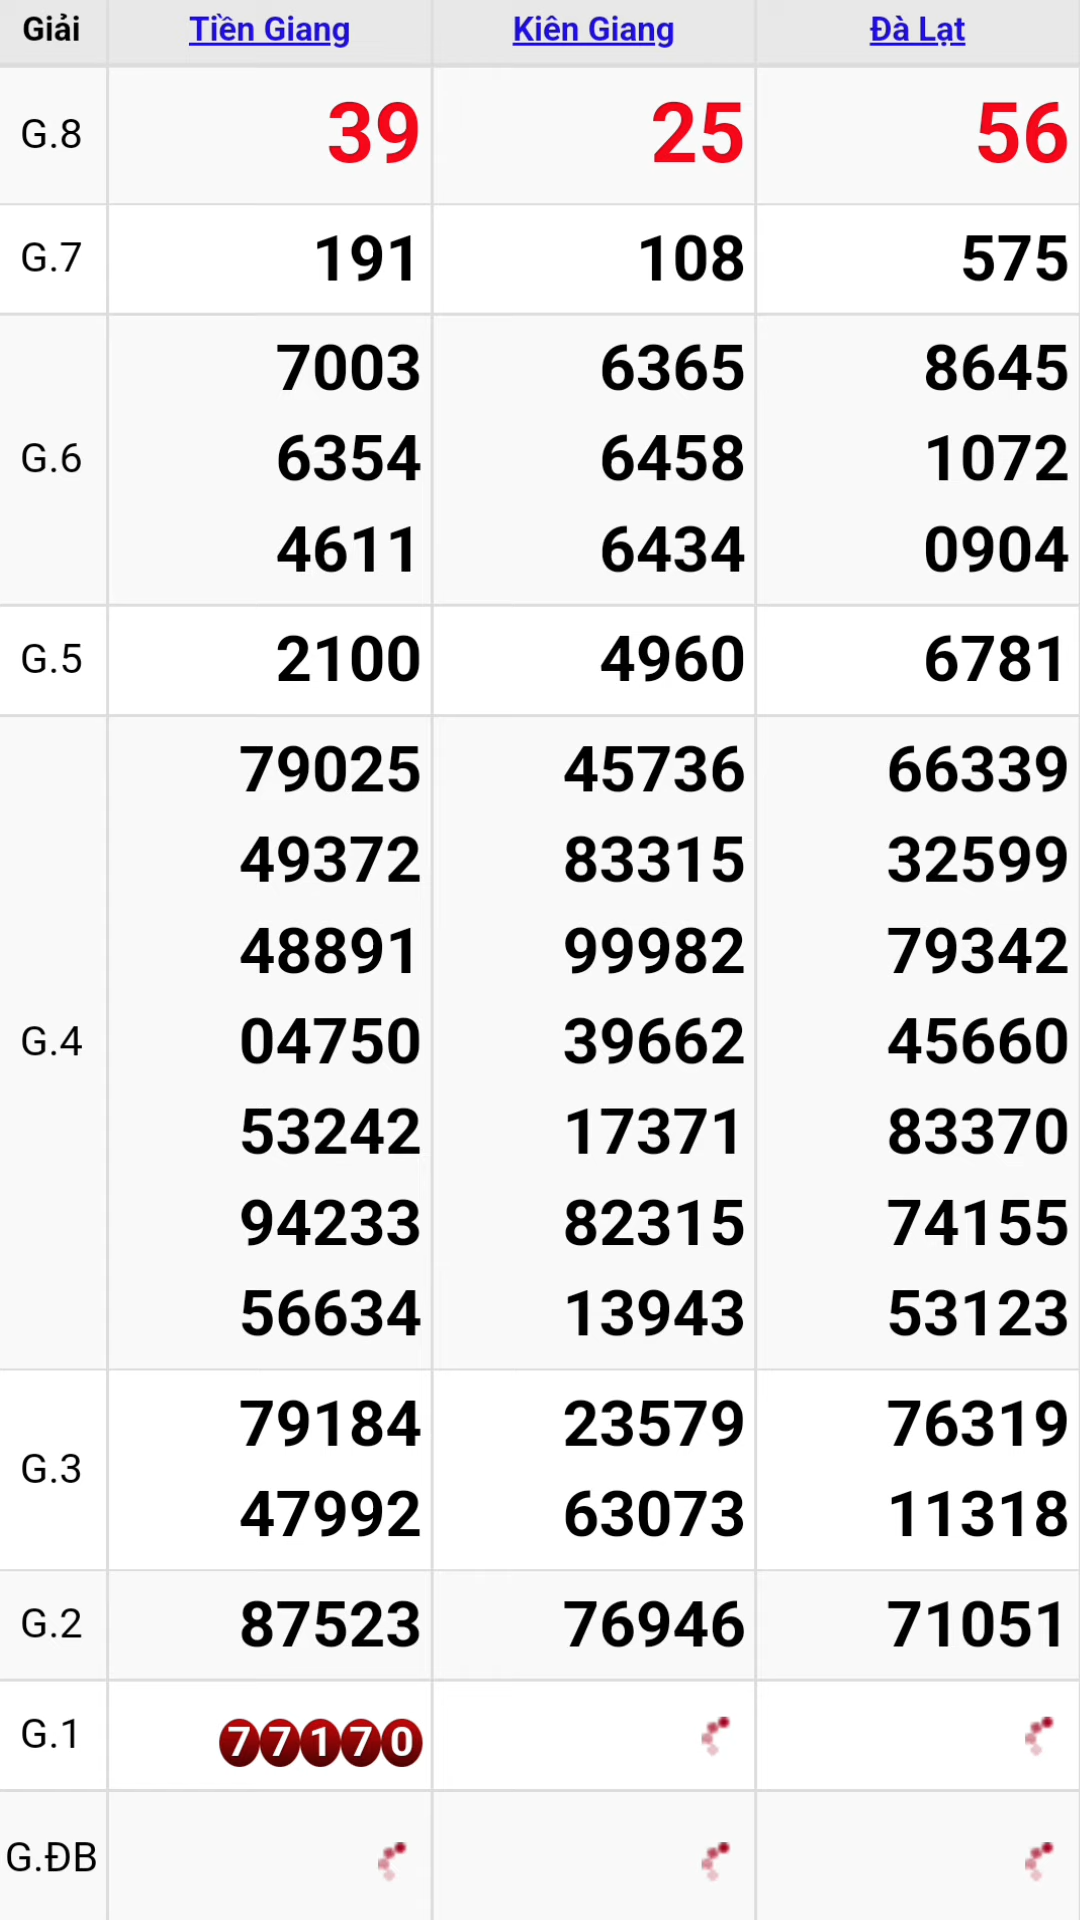 Giải Tiền Giang Kiên Giang Đà Lạt
G.8 39 25 56
G.7 191 108 575
7003 6365 8645
G.6 6354 6458 1072
4611 6434 0904
G.5 2100 4960 6781
79025 45736 66339
49372 83315 32599
48891 99982 79342
G.4 04750 39662 45660
53242 17371 83370
94233 82315 74155
56634 13943 53123
79184 23579 76319
G.3
47992 63073 11318
G.2 87523 76946 71051
G.1 77170
G.ĐB